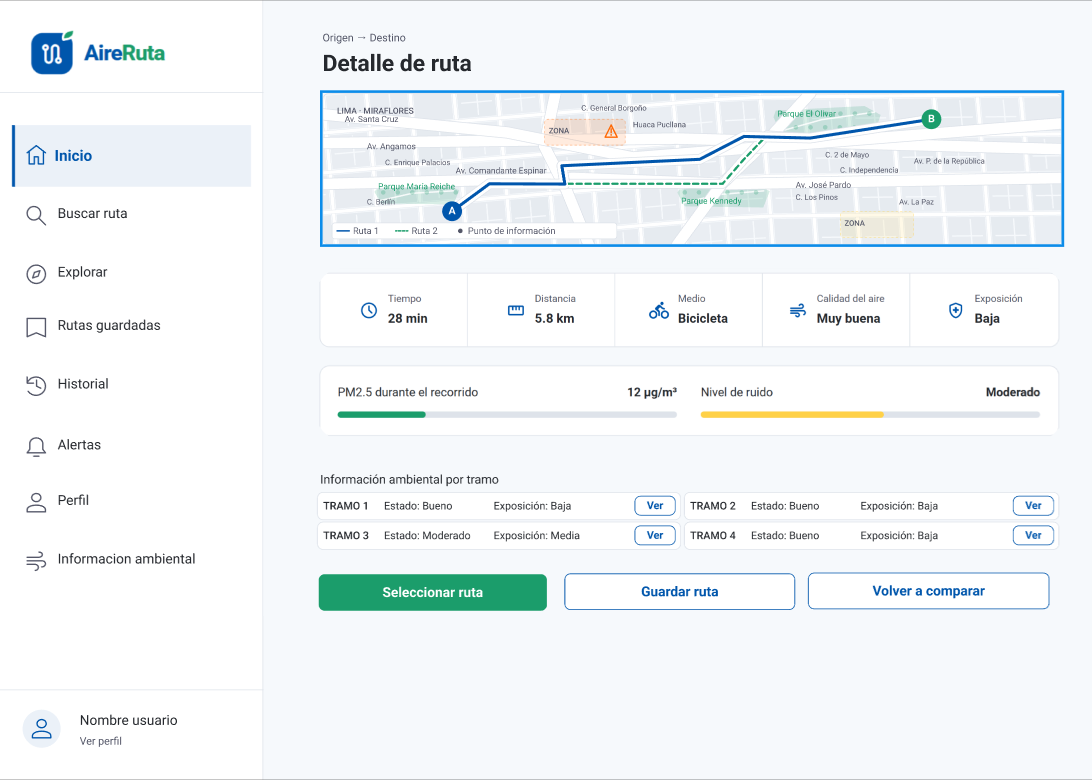 AireRuta
Inicio
Buscar ruta
Explorar
Rutas guardadas
Historial
Alertas
Perfil
Informacion ambiental
Nombre usuario
Ver perfil
Origen → Destino
Detalle de ruta
LIMA - MIRAFLORES
Av. Santa Cruz
C. General Borgoño
Parque El Olivar
B
ZONA
Huaca Pucllana
Av. Angamos
C. Enrique Palacios
Av. Comandante Espinar
C. 2 de Mayo
Av. P. de la República
C. Independencia
Parque María Reiche
Av. José Pardo
C. Berlín
Parque Kennedy
C. Los Pinos
Av. La Paz
A
ZONA
Ruta 1
Ruta 2
Punto de información
Tiempo
28 min
Distancia
5.8 km
Medio
Bicicleta
Calidad del aire
Muy buena
Exposición
Baja
PM2.5 durante el recorrido 12 µg/m³
Nivel de ruido Moderado
Información ambiental por tramo
TRAMO 1 Estado: Bueno Exposición: Baja Ver
TRAMO 2 Estado: Bueno Exposición: Baja Ver
TRAMO 3 Estado: Moderado Exposición: Media Ver
TRAMO 4 Estado: Bueno Exposición: Baja Ver
Seleccionar ruta
Guardar ruta
Volver a comparar